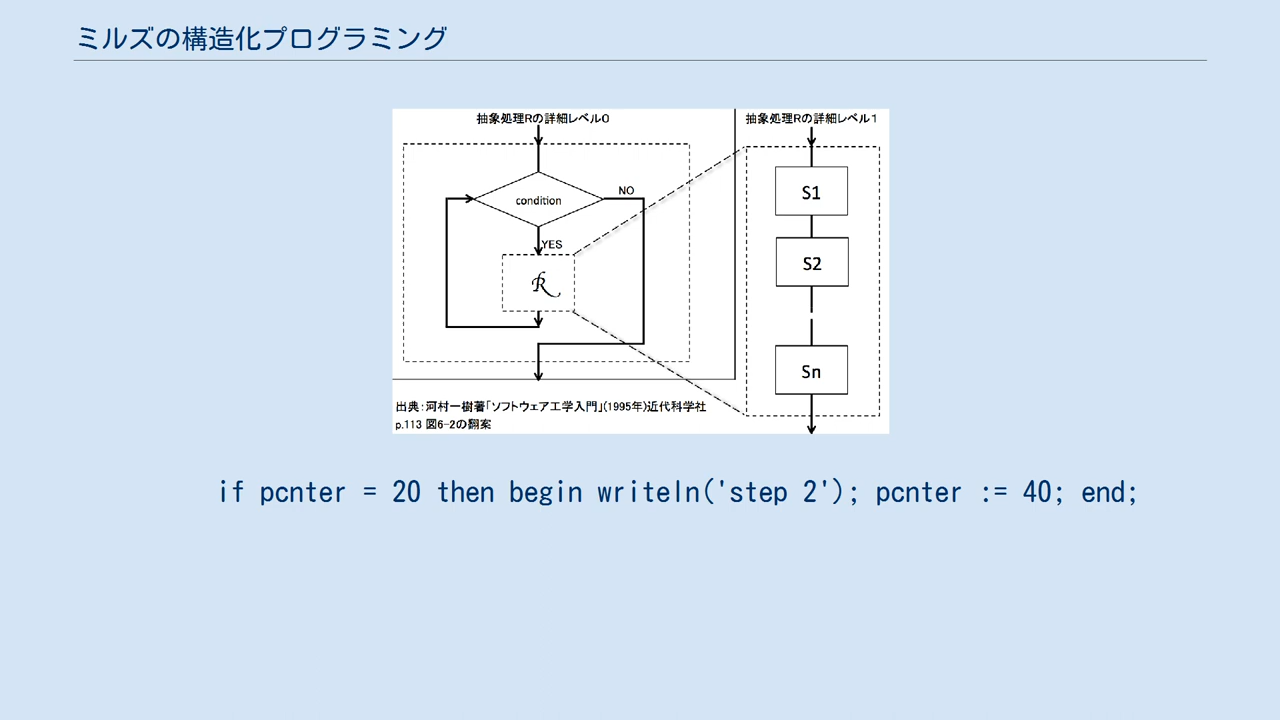 ミルズの構造化プログラミング
抽象処理Rの詳細レベル0
抽象処理Rの詳細レベル1
condition
NO
YES
R
S1
S2
Sn
出典：河村一樹著「ソフトウェア工学入門」(1995年)近代科学社
p.113 図6-2の翻案
if pcnter = 20 then begin writeln('step 2'); pcnter := 40; end;